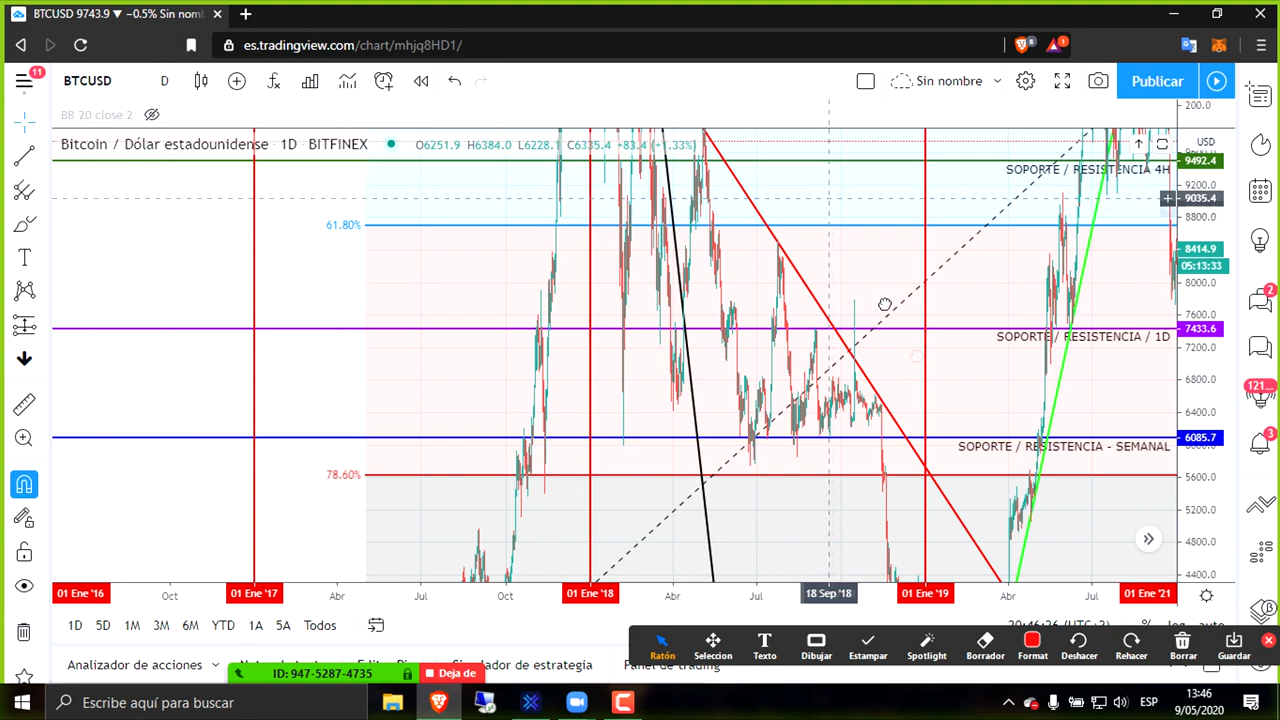 BTCUSD 9743.9 ▼ −0.5% Sin nomb
es.tradingview.com/chart/mhjq8HD1/
8
1
11
BTCUSD
D
Sin nombre
Publicar
BB 20 close 2
200.0
Bitcoin / Dólar estadounidense · 1D · BITFINEX
O6251.9 H6384.0 L6228.1 C6335.4 +83.4 (+1.33%)
USD
9492.4
SOPORTE / RESISTENCIA 4H
9200.0
9035.4
8800.0
61.80%
8414.9
05:13:33
8000.0
7600.0
7433.6
SOPORTE / RESISTENCIA / 1D
7200.0
6800.0
6400.0
6085.7
SOPORTE / RESISTENCIA - SEMANAL
78.60%
5600.0
5200.0
4800.0
4400.0
2
121...
3
01 Ene '16
Oct
01 Ene '17
Abr
Jul
Oct
01 Ene '18
Abr
Jul
18 Sep '18
01 Ene '19
Abr
Jul
01 Ene '21
1D
5D
1M
3M
6M
YTD
1A
5A
Todos
Ratón
Seleccion
Texto
Dibujar
Estampar
Spotlight
Borrador
Format
Deshacer
Rehacer
Borrar
Guardar
Analizador de acciones
ID: 947-5287-4735
Deja de
Escribe aquí para buscar
ESP
13:46
9/05/2020